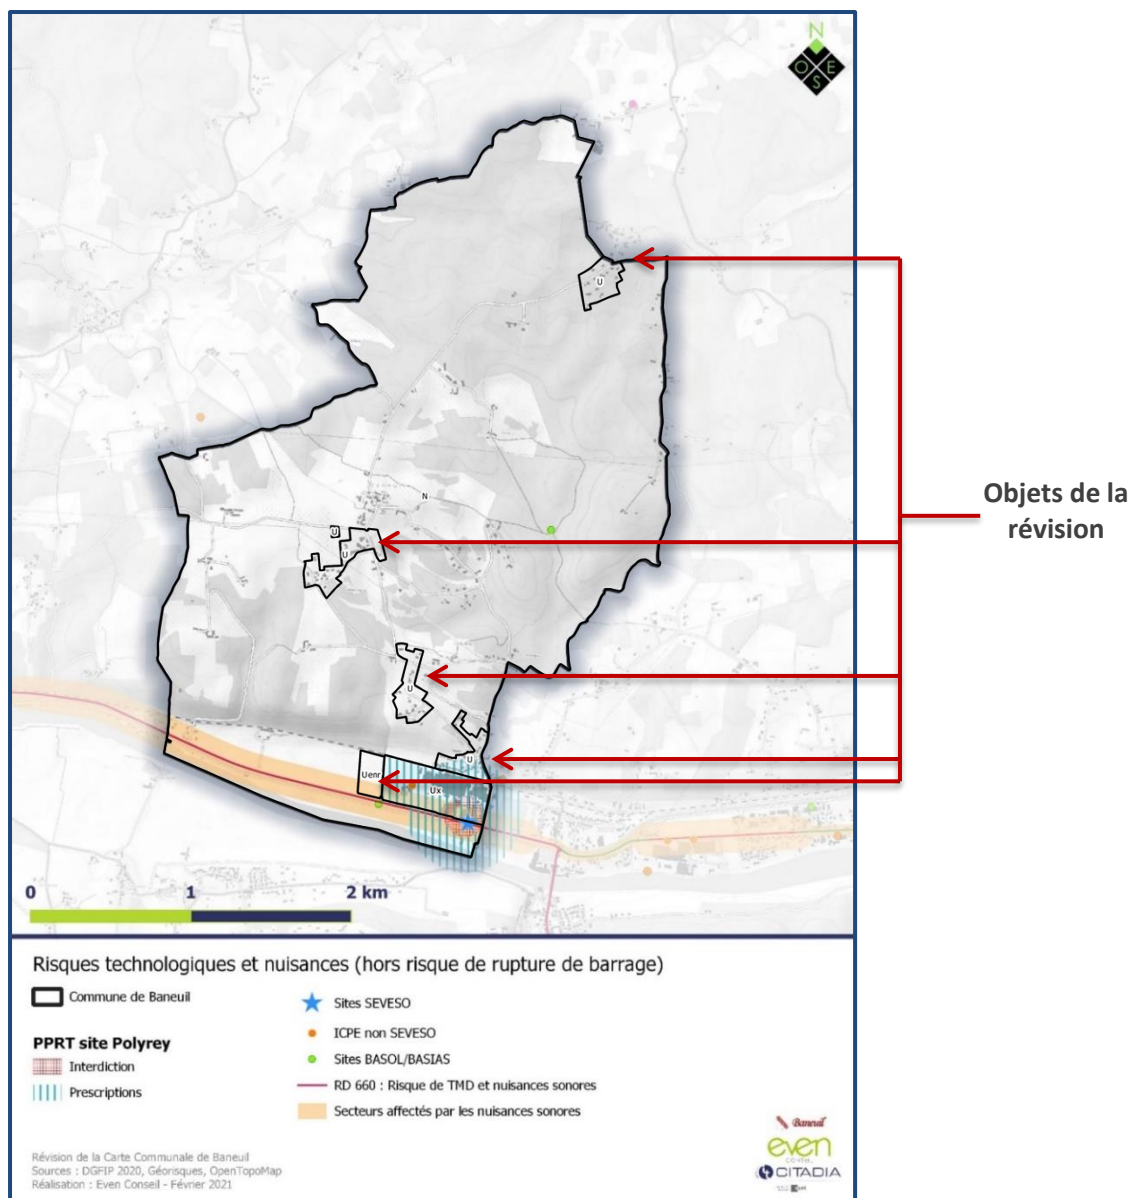 N
O E
S
U
Objets de la
révision
N
U
U
U
U
Uenr
Ux
0 1 2 km
Risques technologiques et nuisances (hors risque de rupture de barrage)
Commune de Baneuil
PPRT site Polyrey
Interdiction
Prescriptions
Sites SEVESO
ICPE non SEVESO
Sites BASOL/BASIAS
RD 660 : Risque de TMD et nuisances sonores
Secteurs affectés par les nuisances sonores
Révision de la Carte Communale de Baneuil
Sources : DGFIP 2020, Géorisques, OpenTopoMap
Réalisation : Even Conseil - Février 2021
Baneuil
even
CONSEIL
CITADIA